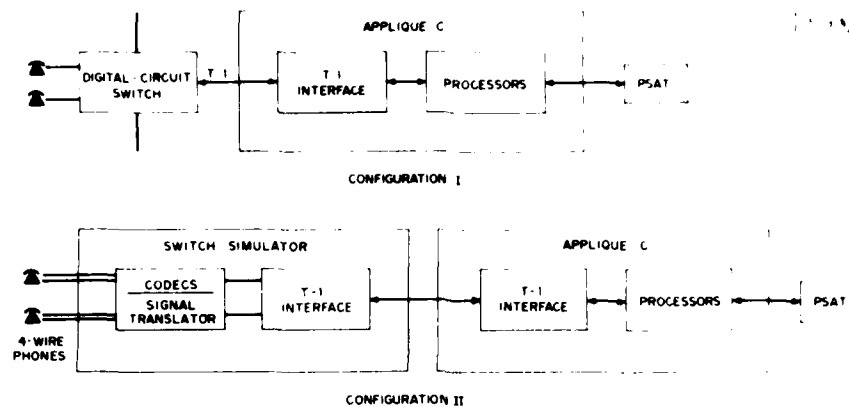 APPLIQUE C
DIGITAL-CIRCUIT
SWITCH
T-1
T-1
INTERFACE
PROCESSORS
PSAT
CONFIGURATION I
SWITCH SIMULATOR
APPLIQUE C
CODECS
SIGNAL
TRANSLATOR
T-1
INTERFACE
T-1
INTERFACE
PROCESSORS
PSAT
4-WIRE
PHONES
CONFIGURATION II